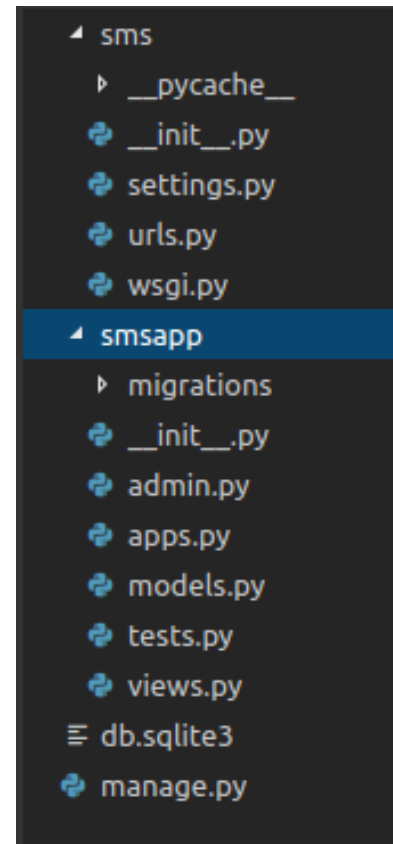 sms
__pycache__
__init__.py
settings.py
urls.py
wsgi.py
smsapp
migrations
__init__.py
admin.py
apps.py
models.py
tests.py
views.py
db.sqlite3
manage.py